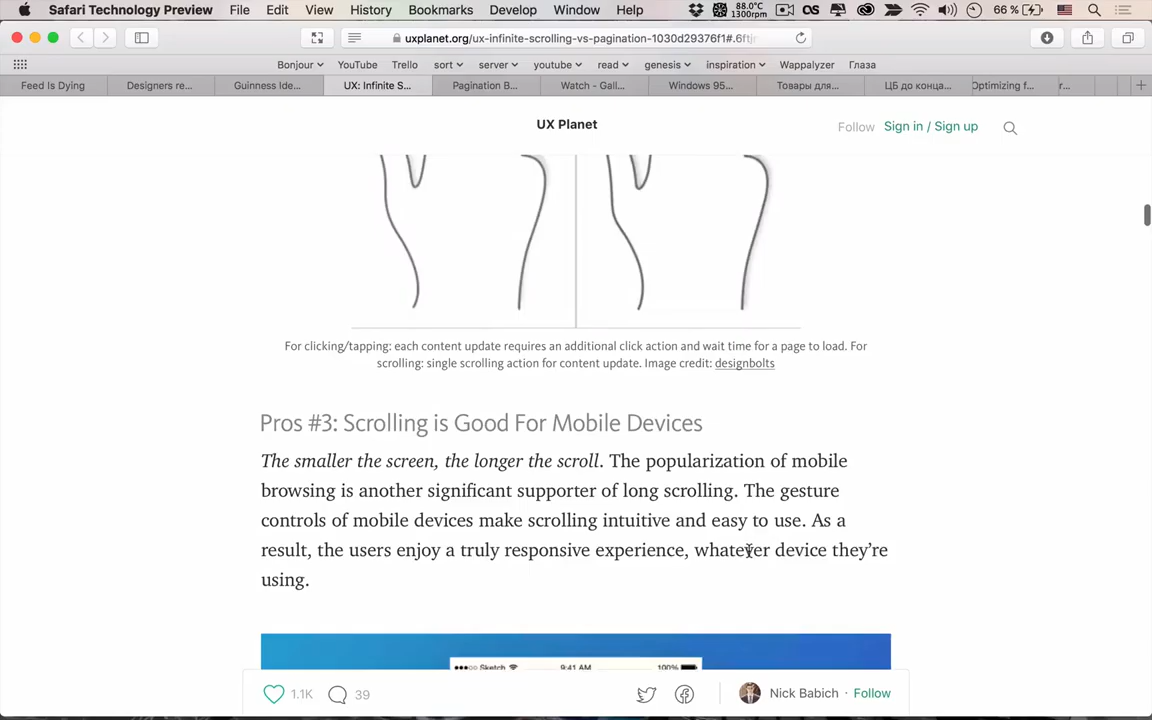 Safari Technology Preview File Edit View History Bookmarks Develop Window Help 88.0°C 1300rpm 66 %
uxplanet.org/ux-infinite-scrolling-vs-pagination-1030d29376f1#.6ftj
Bonjour YouTube Trello sort server youtube read genesis inspiration Wappalyzer Глаза
Feed Is Dying Designers re... Guinness Ide... UX: Infinite S... Pagination B... Watch - Gall... Windows 95... Товары для... ЦБ до конца... Optimizing f... r...
UX Planet
Follow Sign in / Sign up
For clicking/tapping: each content update requires an additional click action and wait time for a page to load. For
scrolling: single scrolling action for content update. Image credit: designbolts
Pros #3: Scrolling is Good For Mobile Devices
The smaller the screen, the longer the scroll. The popularization of mobile
browsing is another significant supporter of long scrolling. The gesture
controls of mobile devices make scrolling intuitive and easy to use. As a
result, the users enjoy a truly responsive experience, whatever device they’re
using.
Sketch 9:41 AM 100%
1.1K 39 Nick Babich · Follow